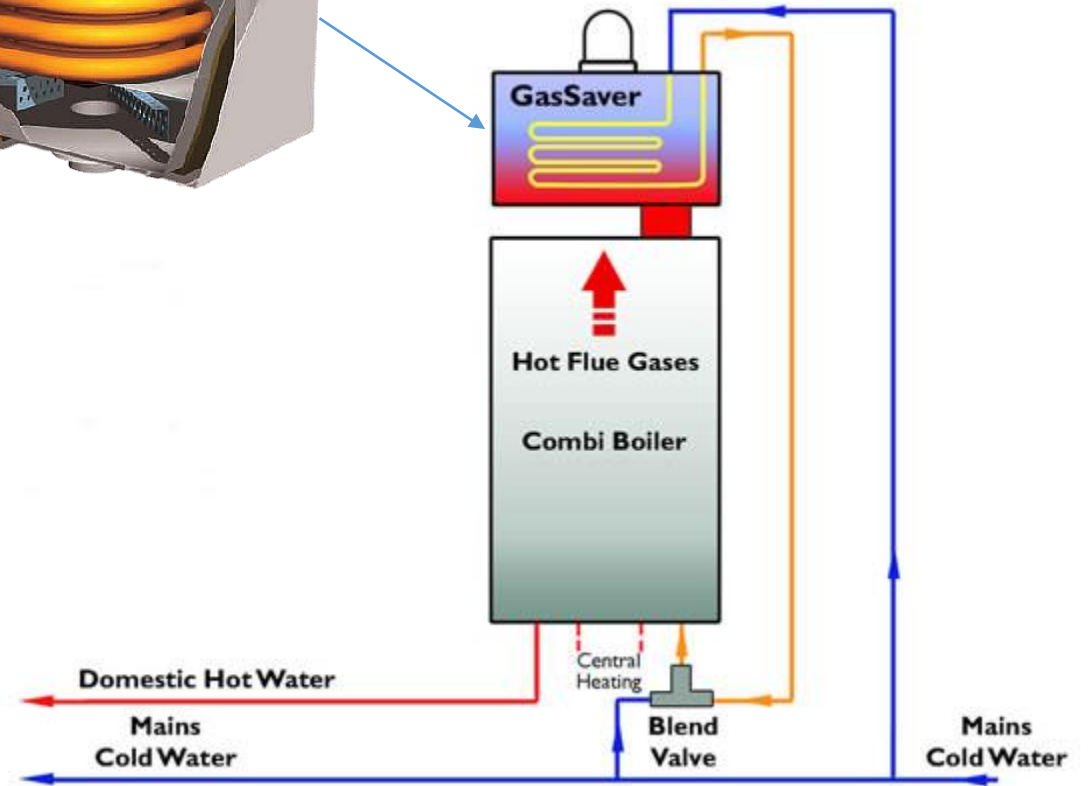 GasSaver
Hot Flue Gases
Combi Boiler
Central
Heating
Domestic Hot Water
Mains
Cold Water
Blend
Valve
Mains
Cold Water